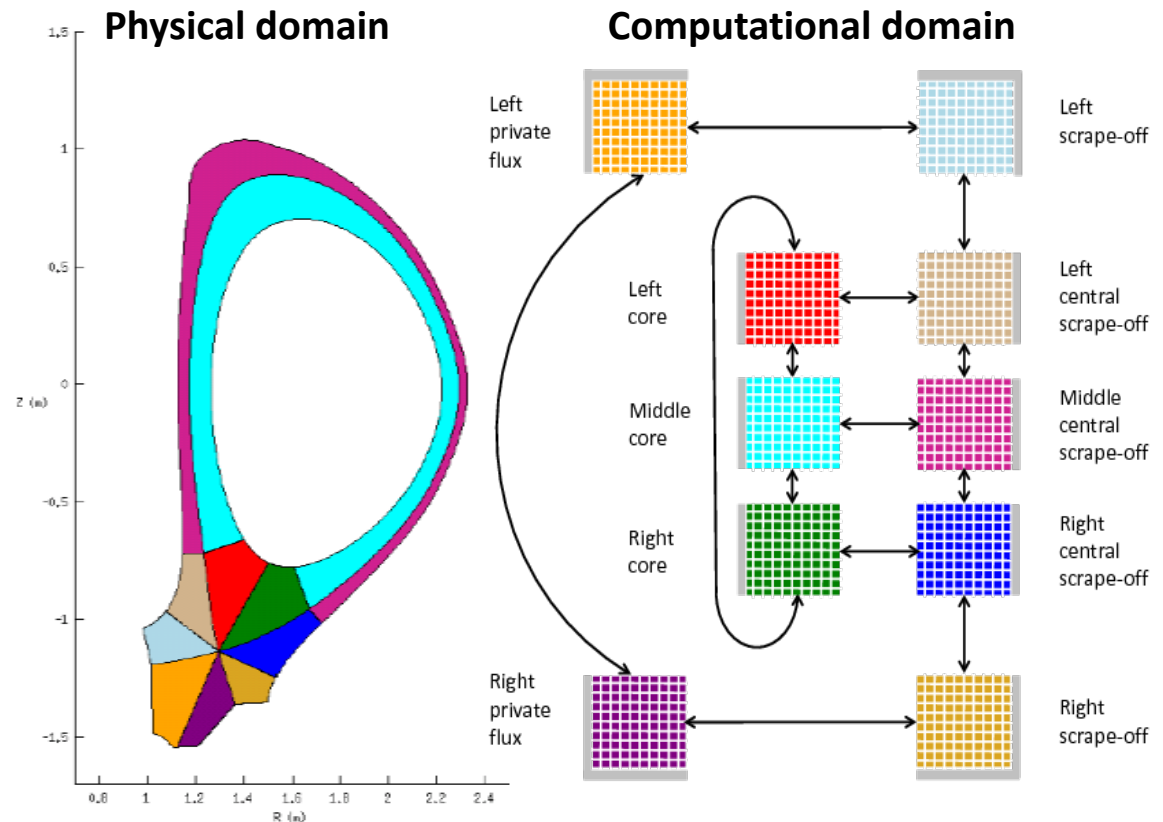 Physical domain
Computational domain
1.5
1
0.5
0
-0.5
-1
-1.5
Z (m)
0.8
1
1.2
1.4
1.6
1.8
2
2.2
2.4
R (m)
Left
private
flux
Left
scrape-off
Left
core
Left
central
scrape-off
Middle
core
Middle
central
scrape-off
Right
core
Right
central
scrape-off
Right
private
flux
Right
scrape-off